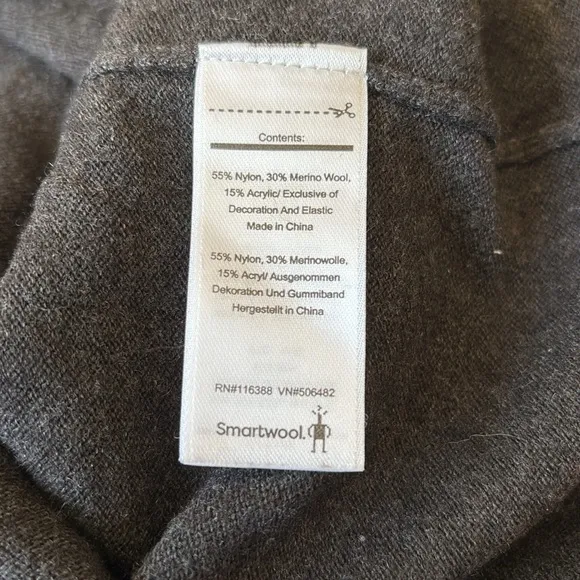 Contents:
55% Nylon, 30% Merino Wool,
15% Acrylic/ Exclusive of
Decoration And Elastic
Made in China
55% Nylon, 30% Merinowolle,
15% Acryl/ Ausgenommen
Dekoration Und Gummiband
Hergestellt in China
RN#116388 VN#506482
Smartwool.